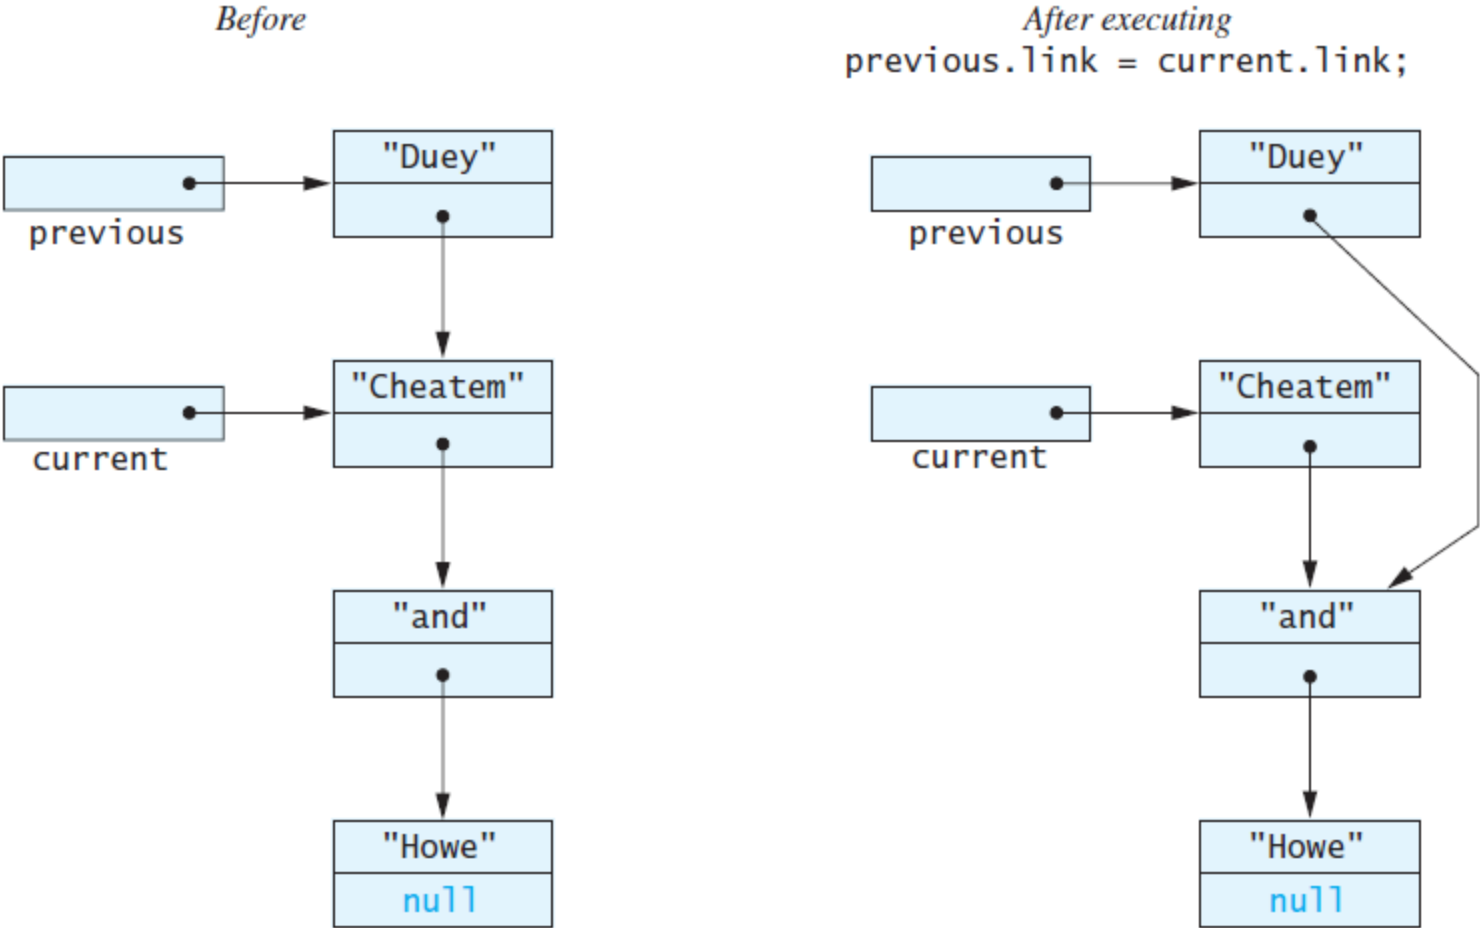 Before
"Duey"
previous
"Cheatem"
current
"and"
"Howe"
null
After executing
previous.link = current.link;
"Duey"
previous
"Cheatem"
current
"and"
"Howe"
null